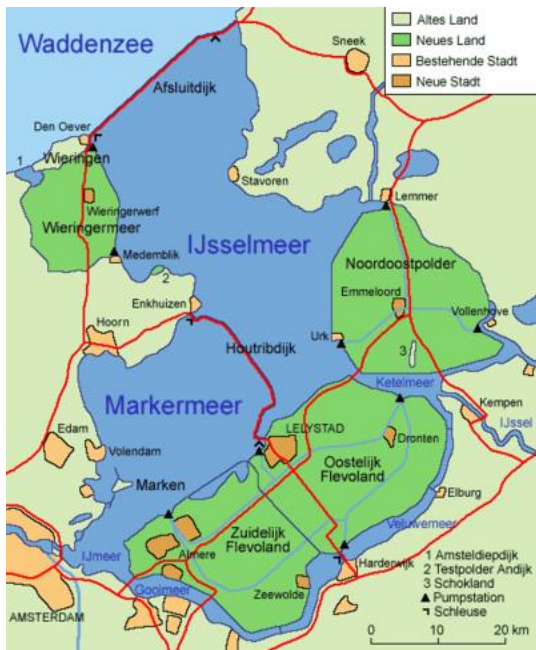 Waddenzee
Altes Land
Neues Land
Bestehende Stadt
Neue Stadt
Sneek
Afsluitdijk
Den Oever
Wieringen
1
Stavoren
Lemmer
Wieringerwerf
Wieringermeer
IJsselmeer
Medemblik
2
Noordoostpolder
Emmeloord
Enkhuizen
Vollenhove
Hoorn
Urk
Houtribdijk
3
Ketelmeer
Markermeer
Kempen
IJssel
Edam
LELYSTAD
Volendam
Dronten
Oostelijk
Flevoland
Marken
Elburg
Zuidelijk
Flevoland
Veluwemeer
IJmeer
Almere
Harderwijk
Gooimeer
Zeewolde
AMSTERDAM
1 Amsteldiepdijk
2 Testpolder Andijk
3 Schokland
Pumpstation
Schleuse
0 10 20 km